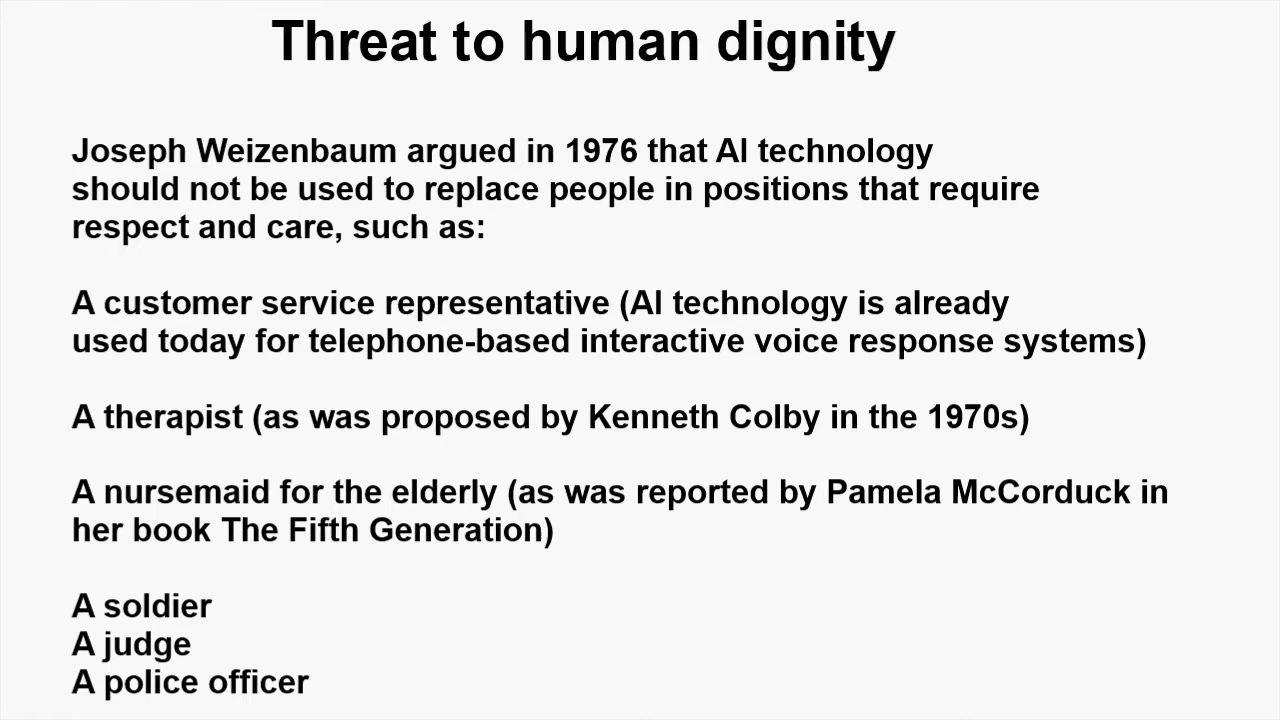 Threat to human dignity
Joseph Weizenbaum argued in 1976 that AI technology
should not be used to replace people in positions that require
respect and care, such as:
A customer service representative (AI technology is already
used today for telephone-based interactive voice response systems)
A therapist (as was proposed by Kenneth Colby in the 1970s)
A nursemaid for the elderly (as was reported by Pamela McCorduck in
her book The Fifth Generation)
A soldier
A judge
A police officer